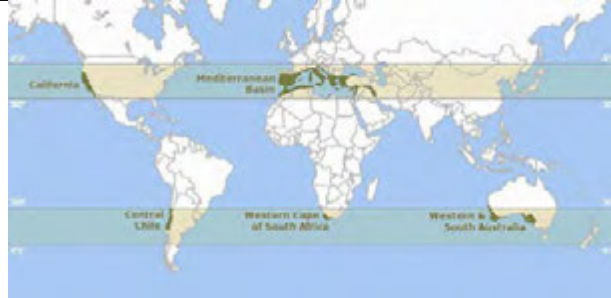 California
Mediterranean
Basin
Central
Chile
Western Cape
of South Africa
Western &
South Australia